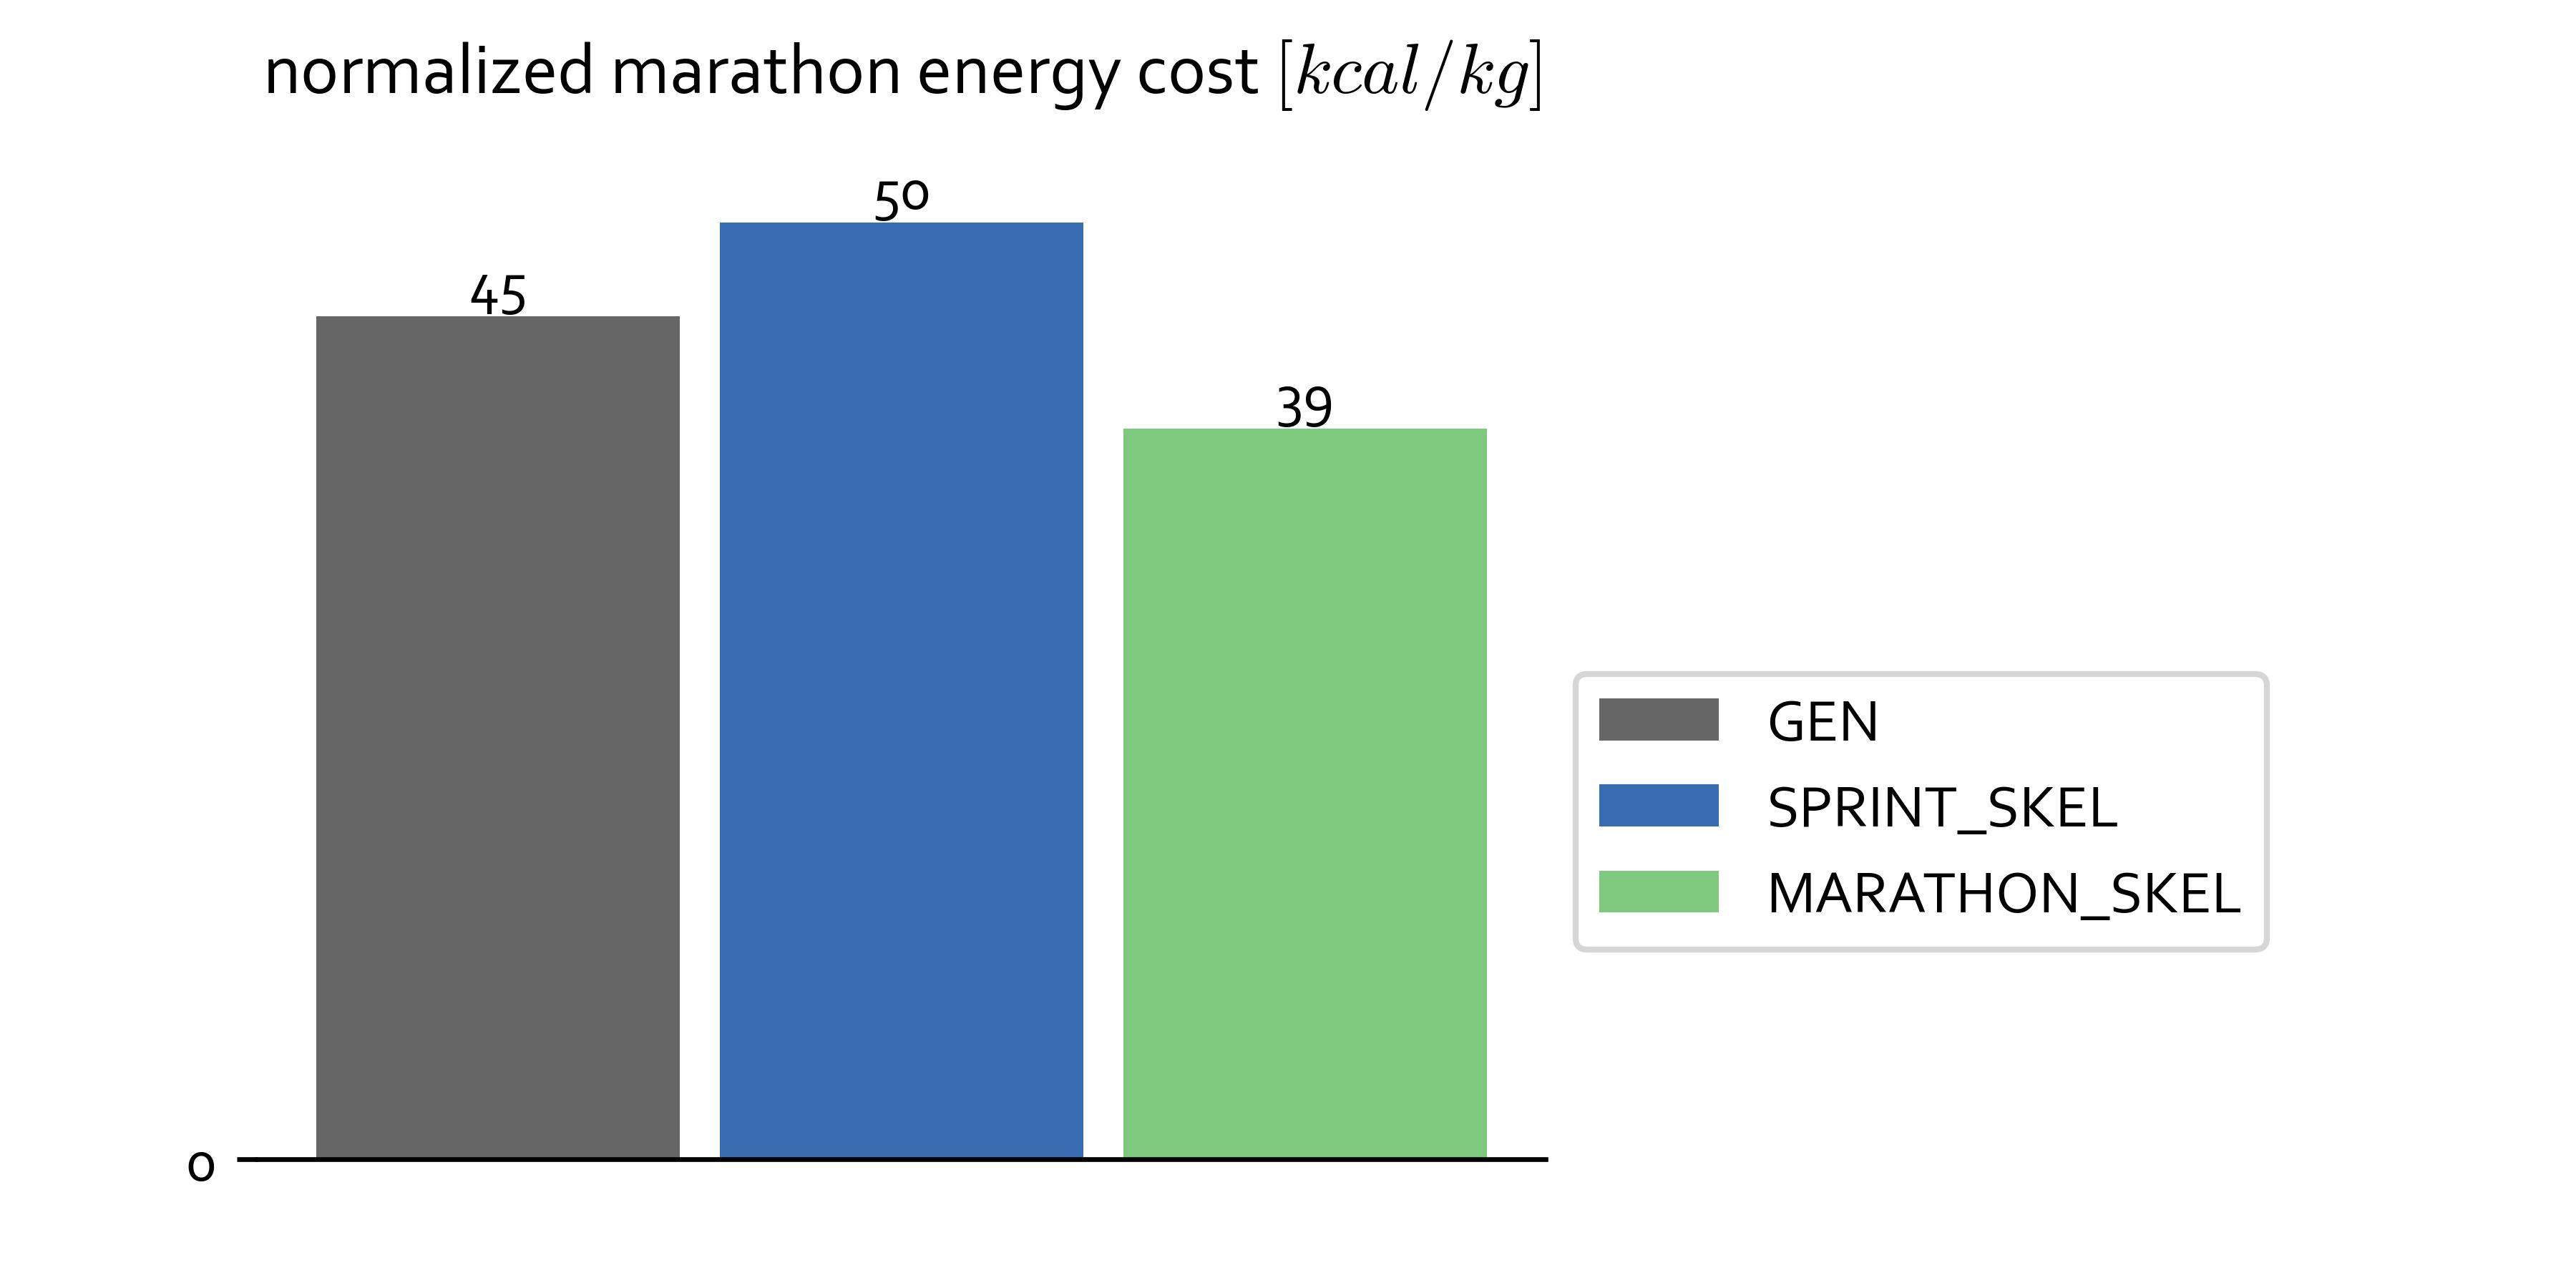 normalized marathon energy cost [kcal/kg]
50
45
39
GEN
SPRINT_SKEL
MARATHON_SKEL
0